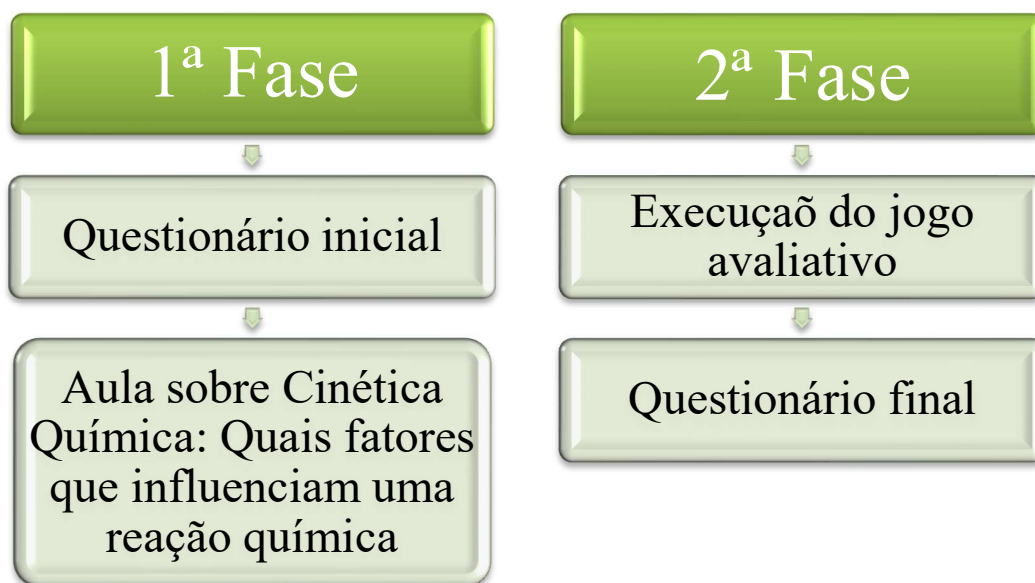 1ª Fase
Questionário inicial
Aula sobre Cinética
Química: Quais fatores
que influenciam uma
reação química
2ª Fase
Execuçaõ do jogo
avaliativo
Questionário final